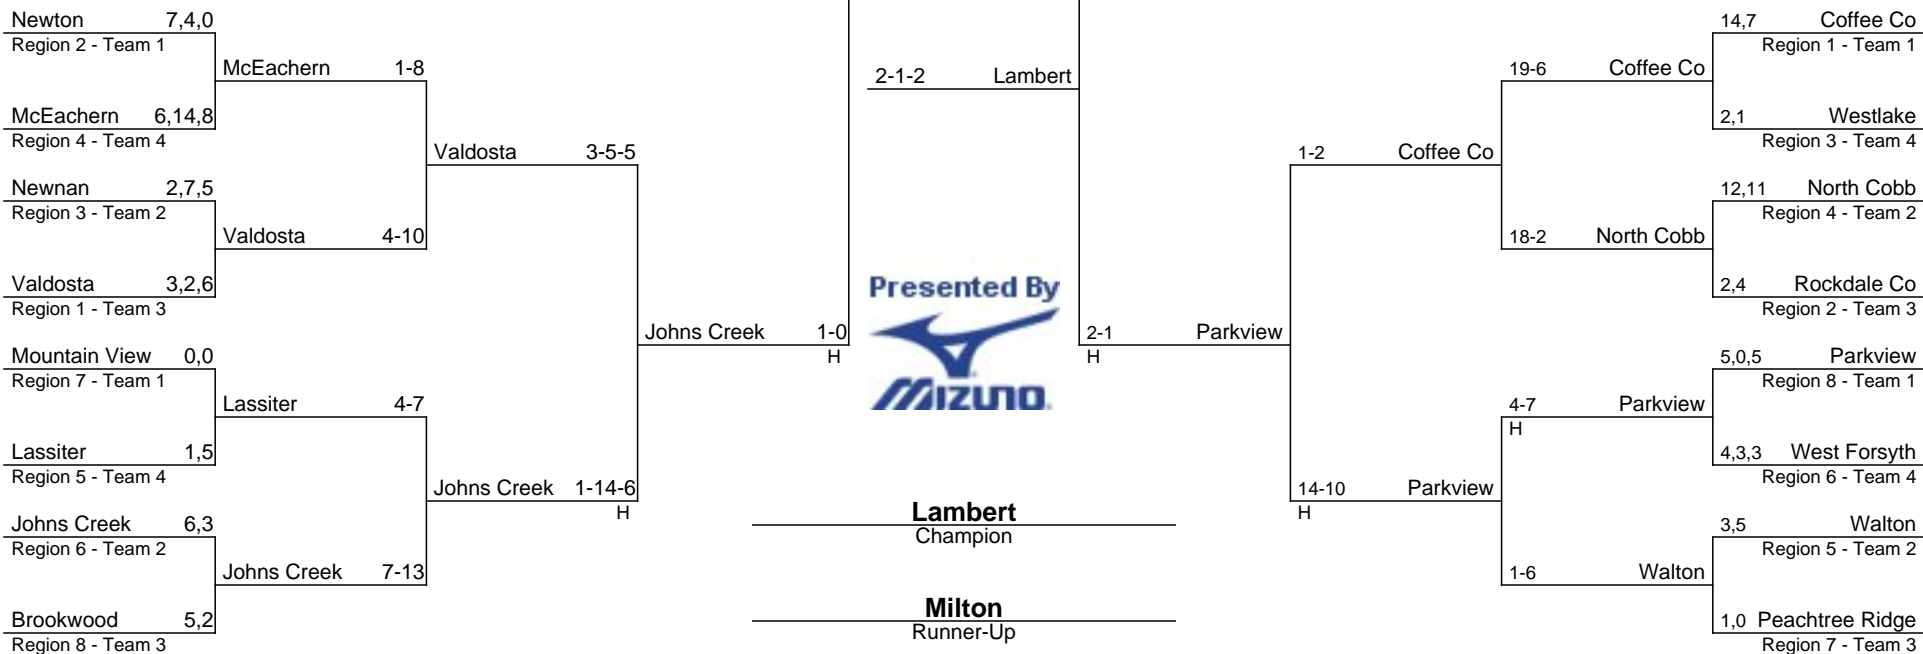 Newton 7,4,0
Region 2 - Team 1
McEachern 1-8
McEachern 6,14,8
Region 4 - Team 4
Valdosta 3-5-5
Newnan 2,7,5
Region 3 - Team 2
Valdosta 4-10
Valdosta 3,2,6
Region 1 - Team 3
Johns Creek 1-0
H
Mountain View 0,0
Region 7 - Team 1
Lassiter 4-7
Lassiter 1,5
Region 5 - Team 4
Johns Creek 1-14-6
H
Johns Creek 6,3
Region 6 - Team 2
Johns Creek 7-13
Brookwood 5,2
Region 8 - Team 3
2-1-2 Lambert
Presented By
MIZUNO
Lambert
Champion
Milton
Runner-Up
2-1 Parkview
H
1-2 Coffee Co
14-10 Parkview
H
19-6 Coffee Co
18-2 North Cobb
4-7 Parkview
H
1-6 Walton
14,7 Coffee Co
Region 1 - Team 1
2,1 Westlake
Region 3 - Team 4
12,11 North Cobb
Region 4 - Team 2
2,4 Rockdale Co
Region 2 - Team 3
5,0,5 Parkview
Region 8 - Team 1
4,3,3 West Forsyth
Region 6 - Team 4
3,5 Walton
Region 5 - Team 2
1,0 Peachtree Ridge
Region 7 - Team 3